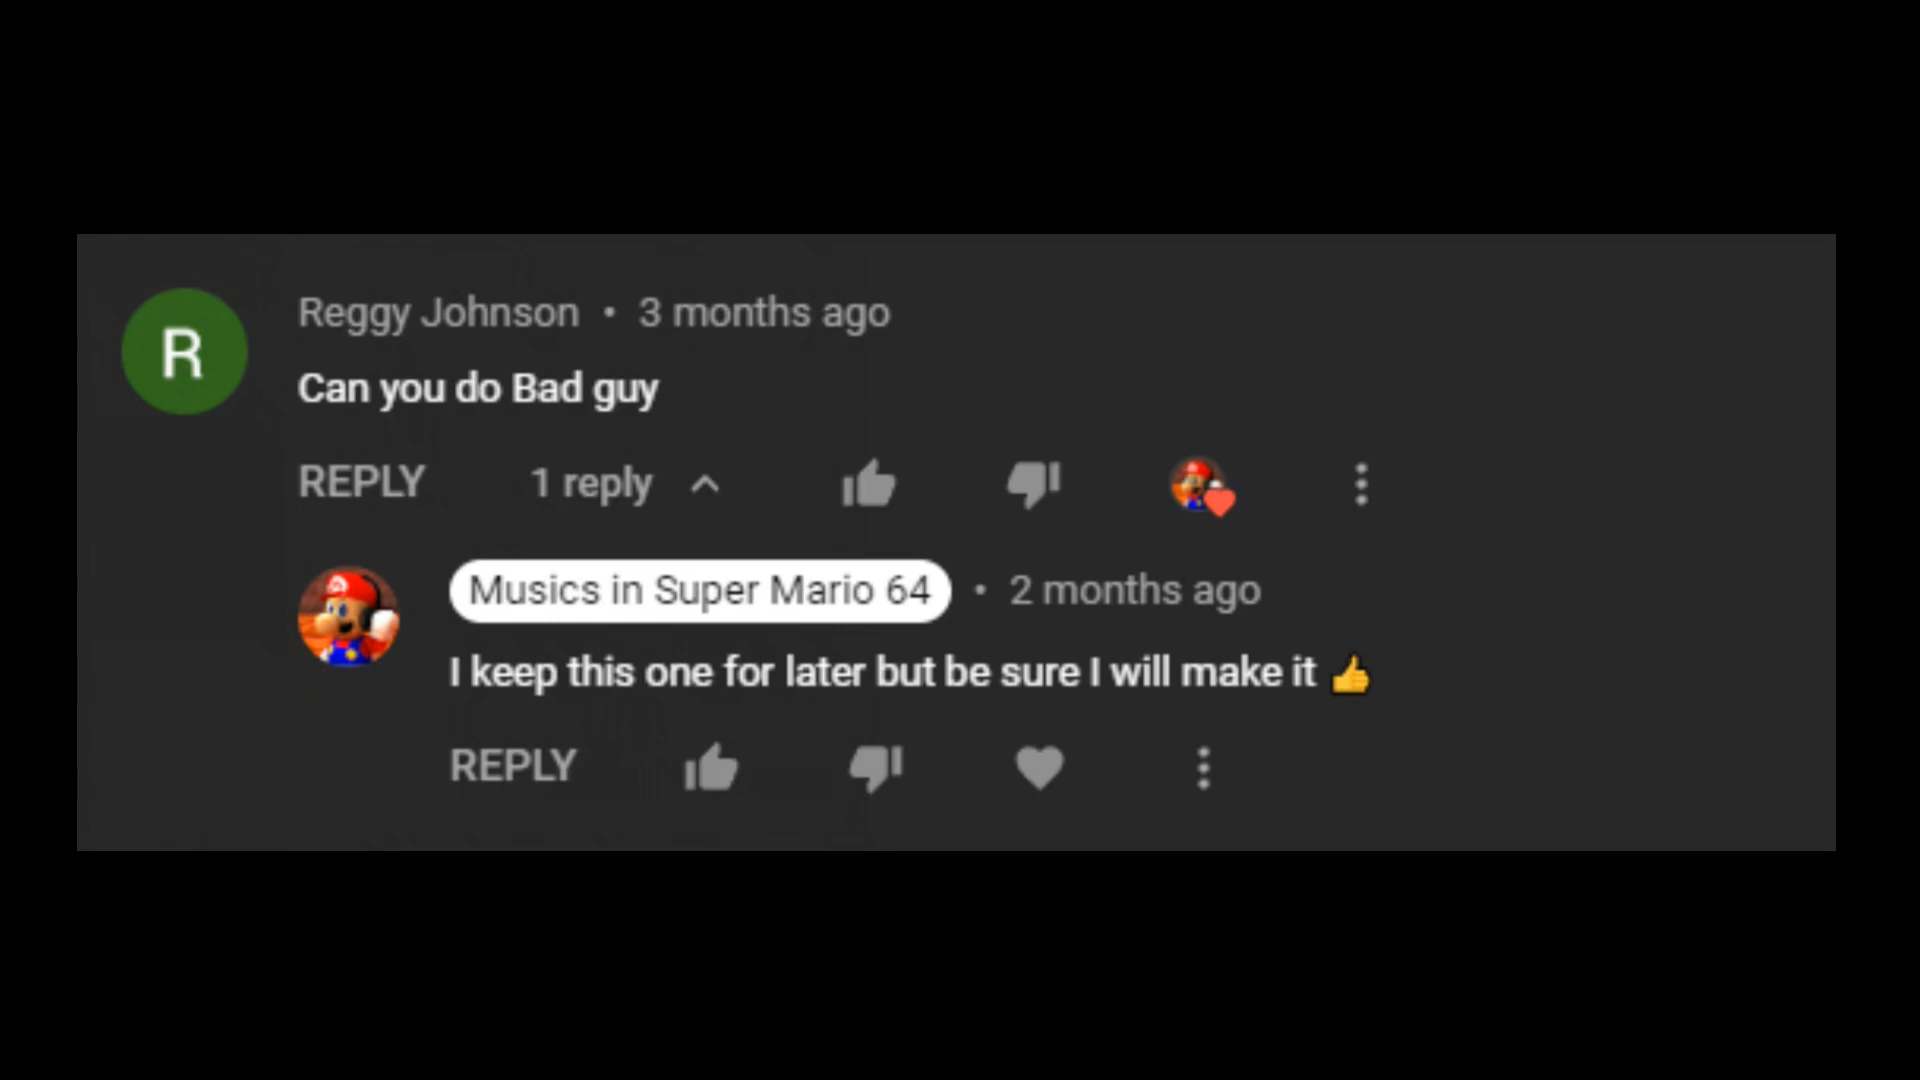 R
Reggy Johnson • 3 months ago
Can you do Bad guy
REPLY 1 reply
Musics in Super Mario 64 • 2 months ago
I keep this one for later but be sure I will make it 👍
REPLY